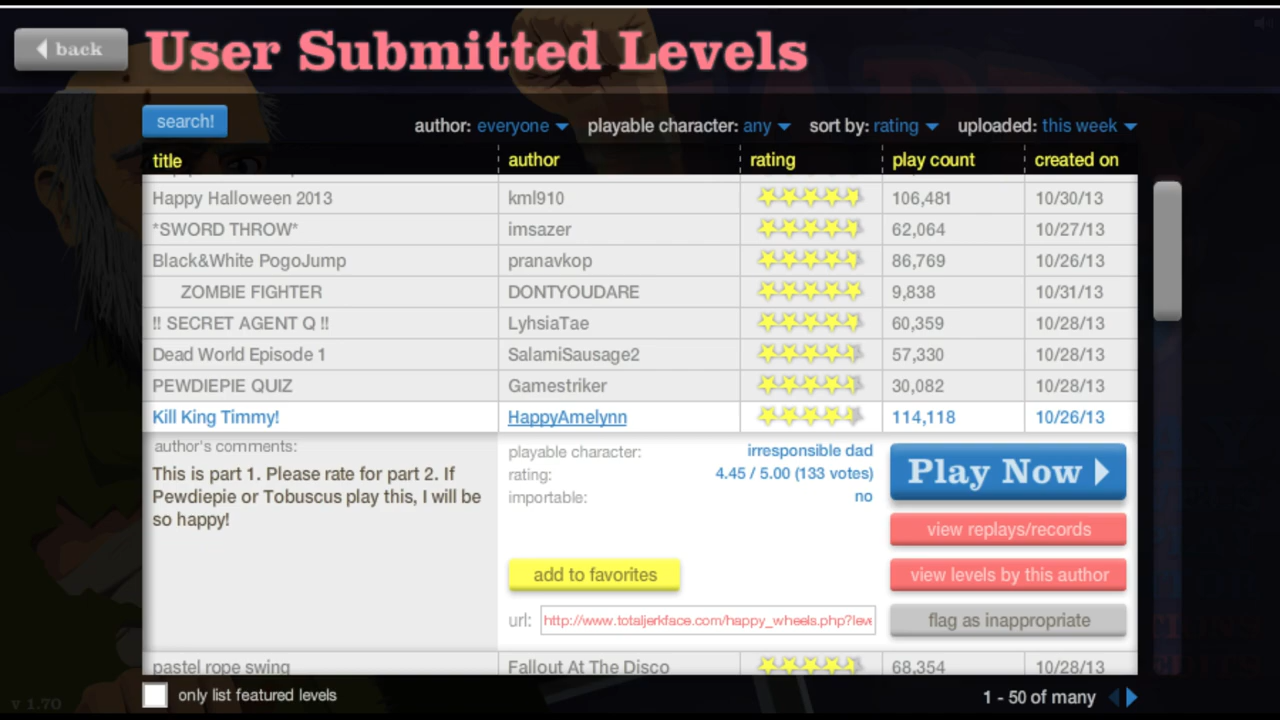 back
User Submitted Levels
search!
author: everyone playable character: any sort by: rating uploaded: this week
title author rating play count created on
Happy Halloween 2013 kml910 106,481 10/30/13
*SWORD THROW* imsazer 62,064 10/27/13
Black&White PogoJump pranavkop 86,769 10/26/13
ZOMBIE FIGHTER DONTYOUDARE 9,838 10/31/13
!! SECRET AGENT Q !! LyhsiaTae 60,359 10/28/13
Dead World Episode 1 SalamiSausage2 57,330 10/28/13
PEWDIEPIE QUIZ Gamestriker 30,082 10/28/13
Kill King Timmy! HappyAmelynn 114,118 10/26/13
author's comments:
This is part 1. Please rate for part 2. If
Pewdiepie or Tobuscus play this, I will be
so happy!
playable character: irresponsible dad
rating: 4.45 / 5.00 (133 votes)
importable: no
add to favorites
url: http://www.totaljerkface.com/happy_wheels.php?leve
Play Now
view replays/records
view levels by this author
flag as inappropriate
pastel rope swing Fallout At The Disco 68,354 10/28/13
only list featured levels
1 - 50 of many
v 1.70